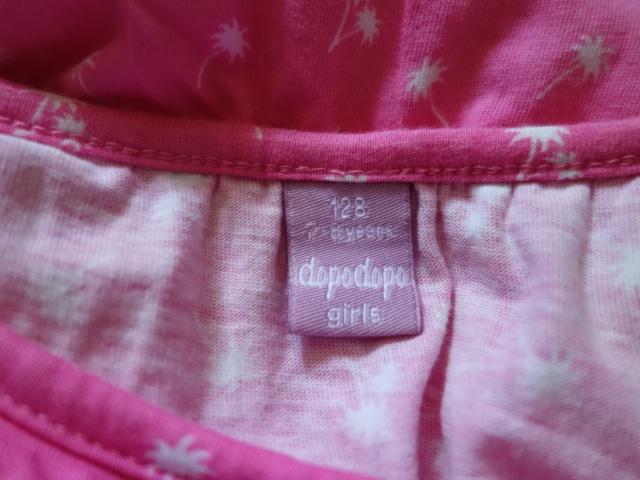 128
7-8 years
dopodopo
girls